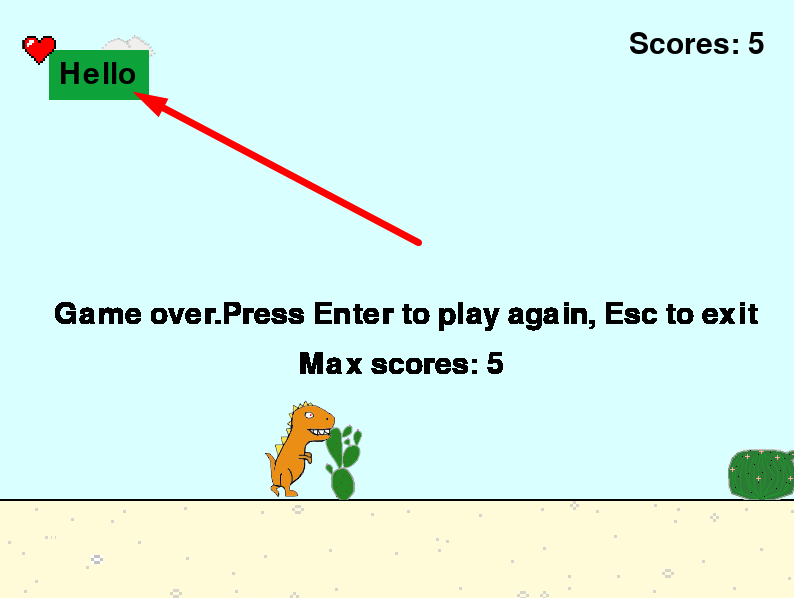 Scores: 5
Hello
Game over.Press Enter to play again, Esc to exit
Max scores: 5